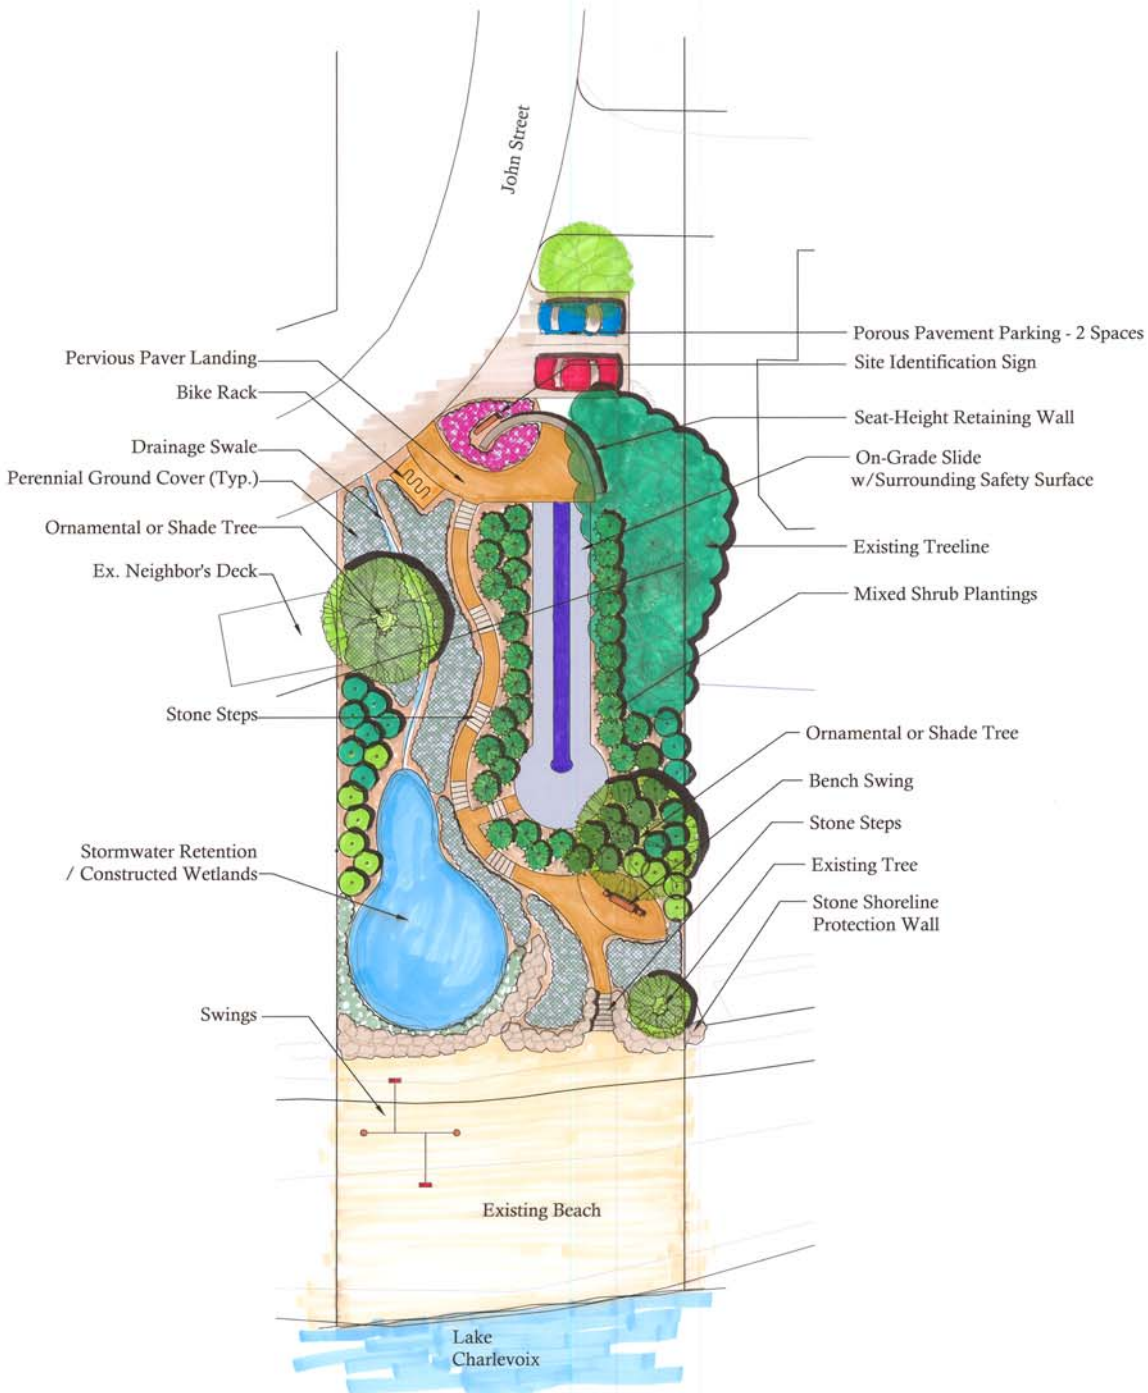 John Street
Porous Pavement Parking - 2 Spaces
Pervious Paver Landing
Site Identification Sign
Bike Rack
Seat-Height Retaining Wall
Drainage Swale
On-Grade Slide
w/Surrounding Safety Surface
Perennial Ground Cover (Typ.)
Ornamental or Shade Tree
Existing Treeline
Ex. Neighbor's Deck
Mixed Shrub Plantings
Stone Steps
Ornamental or Shade Tree
Bench Swing
Stone Steps
Stormwater Retention
/ Constructed Wetlands
Existing Tree
Stone Shoreline
Protection Wall
Swings
Existing Beach
Lake
Charlevoix